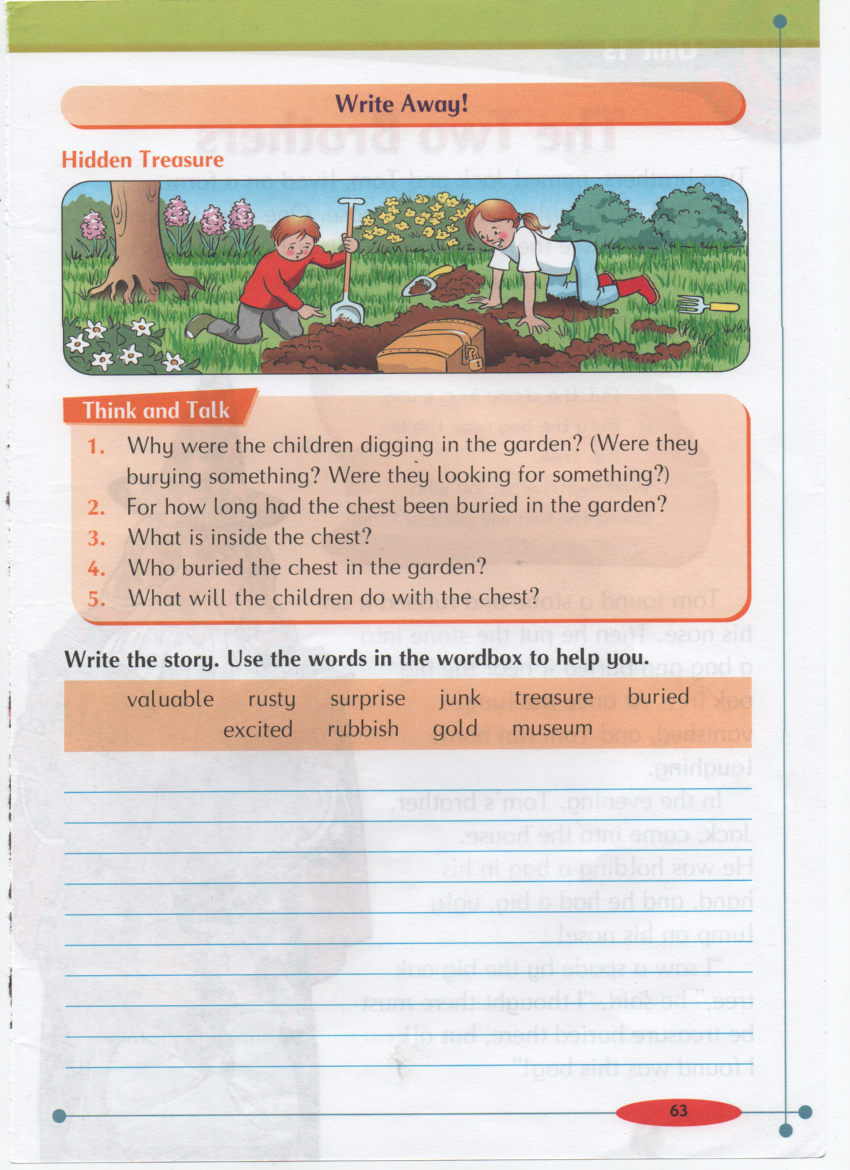 Write Away!
Hidden Treasure
Think and Talk
1. Why were the children digging in the garden? (Were they
burying something? Were they looking for something?)
2. For how long had the chest been buried in the garden?
3. What is inside the chest?
4. Who buried the chest in the garden?
5. What will the children do with the chest?
Write the story. Use the words in the wordbox to help you.
valuable rusty surprise junk treasure buried
excited rubbish gold museum
63